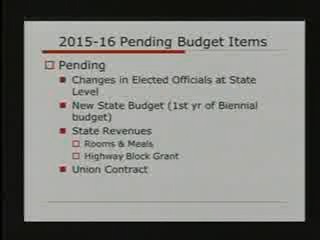 2015-16 Pending Budget Items
Pending
Changes in Elected Officials at State
Level
New State Budget (1st yr of Biennial
budget)
State Revenues
Rooms & Meals
Highway Block Grant
Union Contract